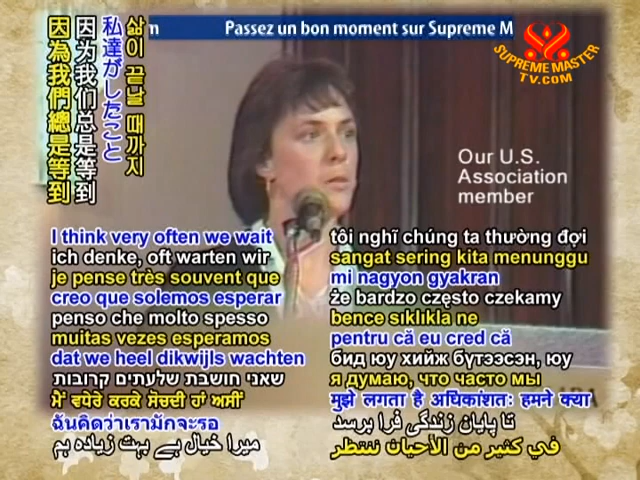 Passez un bon moment sur Supreme M
SUPREME MASTER
TV.COM
삶이 끝날 때까지
私達がしたこと
因为我们总是等到
因為我們總是等到
Our U.S.
Association
member
I think very often we wait
ich denke, oft warten wir
je pense très souvent que
creo que solemos esperar
penso che molto spesso
muitas vezes esperamos
dat we heel dikwijls wachten
שאני חושבת שלעתים קרובות
ਮੈਂ ਵਧੇਰੇ ਕਰਕੇ ਸੋਚਦੀ ਹਾਂ ਅਸੀਂ
ฉันคิดว่าเรามักจะรอ
میرا خیال ہے بہت زیادہ ہم
tôi nghĩ chúng ta thường đợi
sangat sering kita menunggu
mi nagyon gyakran
że bardzo często czekamy
bence sıklıkla ne
pentru că eu cred că
бид юу хийж бүтээсэн, юу
я думаю, что часто мы
मुझे लगता है अधिकांशतः हमने क्या
تا پایان زندگی فرا برسد
في كثير من الأحيان ننتظر